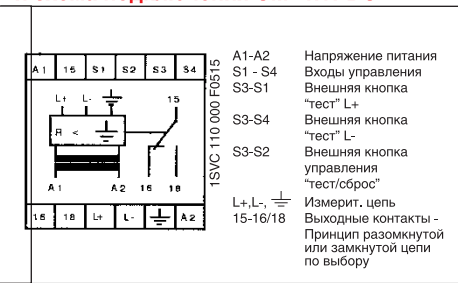 A1 15 S1 S2 S3 S4
L+ L- 15
R <
A1 A2 16 18
16 18 L+ L- A2
1SVC 110 000 F0515
A1-A2 Напряжение питания
S1 - S4 Входы управления
S3-S1 Внешняя кнопка
“тест” L+
S3-S4 Внешняя кнопка
“тест” L-
S3-S2 Внешняя кнопка
управления
“тест/сброс”
L+,L-, Измерит. цепь
15-16/18 Выходные контакты -
Принцип разомкнутой
или замкнутой цепи
по выбору